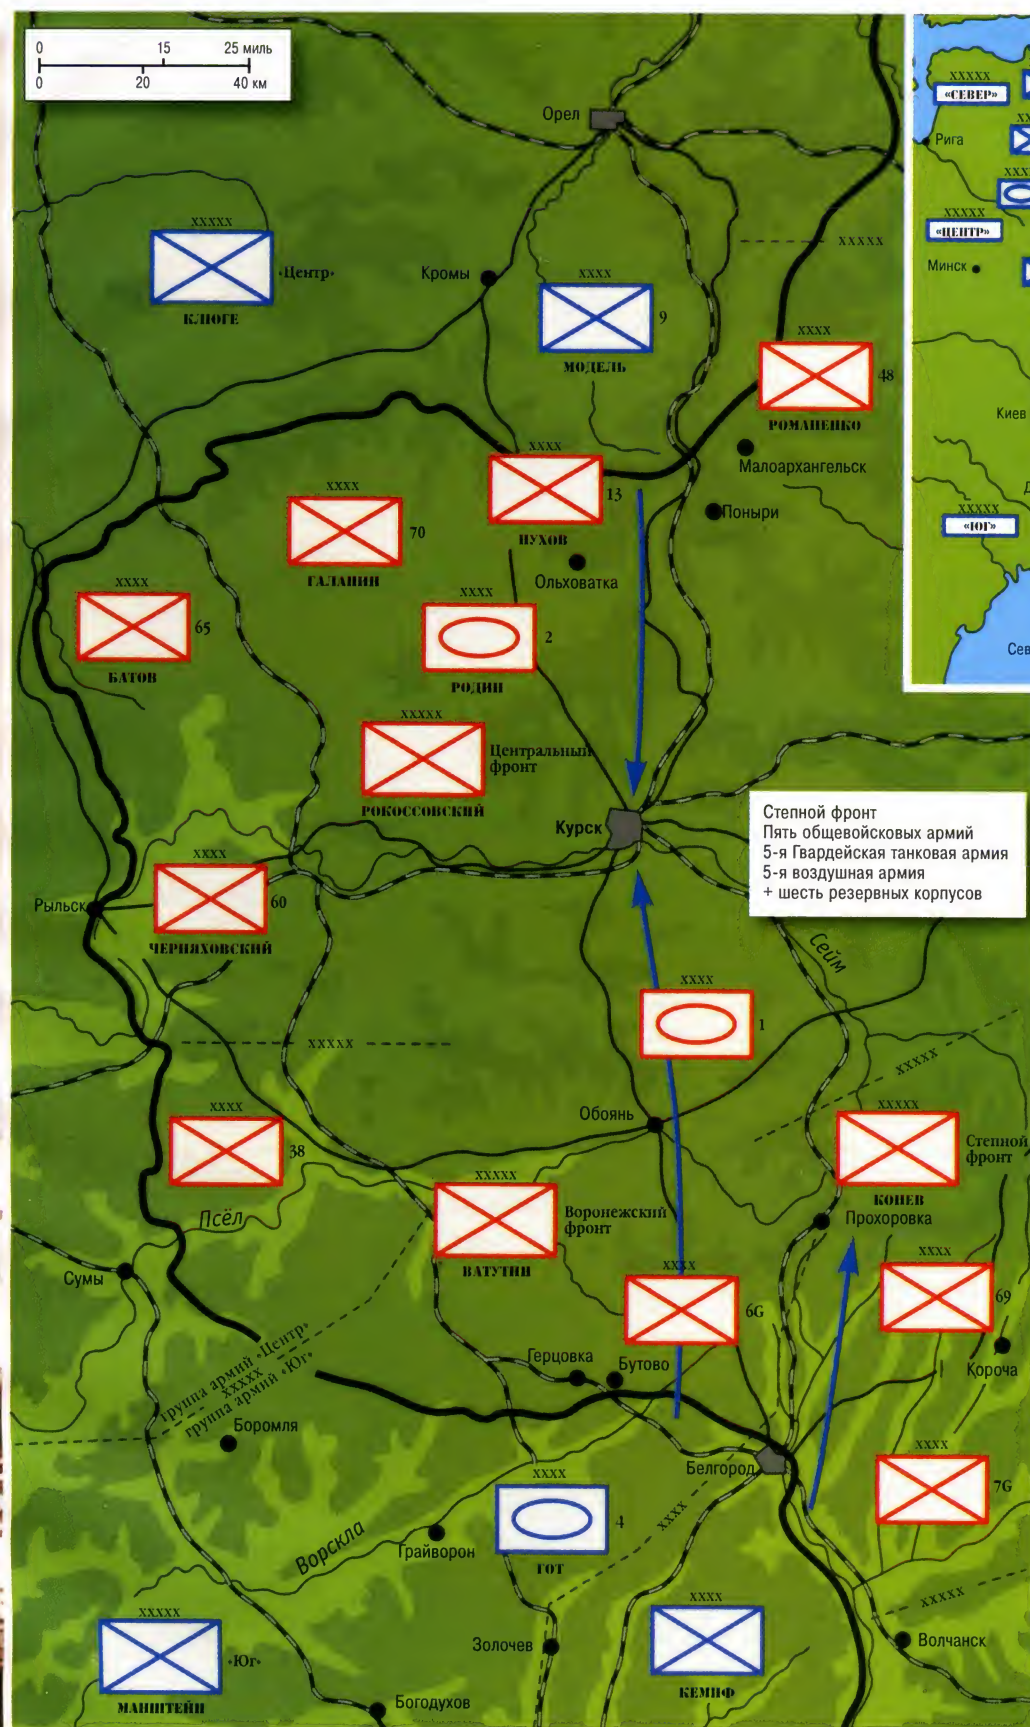 0 15 25 миль
0 20 40 км
Орел
XXXXX
«Центр»
КЛЮГЕ
Кромы
XXXX
9
МОДЕЛЬ
XXXXX
XXXX
48
РОМАНЕНКО
Малоархангельск
XXXX
13
ПУХОВ
Поныри
XXXX
70
ГАЛАНИН
Ольховатка
XXXX
65
БАТОВ
XXXX
2
РОДИН
XXXXX
Центральный
фронт
РОКОССОВСКИЙ
Курск
Степной фронт
Пять общевойсковых армий
5-я Гвардейская танковая армия
5-я воздушная армия
+ шесть резервных корпусов
XXXX
60
ЧЕРНЯХОВСКИЙ
Рыльск
Сейм
XXXX
1
XXXXX
XXXXX
Обоянь
XXXX
38
XXXXX
Степной
фронт
КОНЕВ
Прохоровка
Псёл
XXXXX
Воронежский
фронт
ВАТУТИН
Сумы
XXXX
6G
XXXX
69
Короча
Герцовка
Бутово
группа армий «Центр»
XXXXX
группа армий «Юг»
Боромля
Белгород
XXXX
7G
XXXX
4
ГОТ
XXXX
Ворскла
Грайворон
XXXXX
XXXXX
«Юг»
МАНШТЕЙН
Золочев
XXXX
КЕМПФ
Волчанск
Богодухов
XXXXX
«СЕВЕР»
Рига
XXXXX
«ЦЕНТР»
Минск
Киев
XXXXX
«ЮГ»